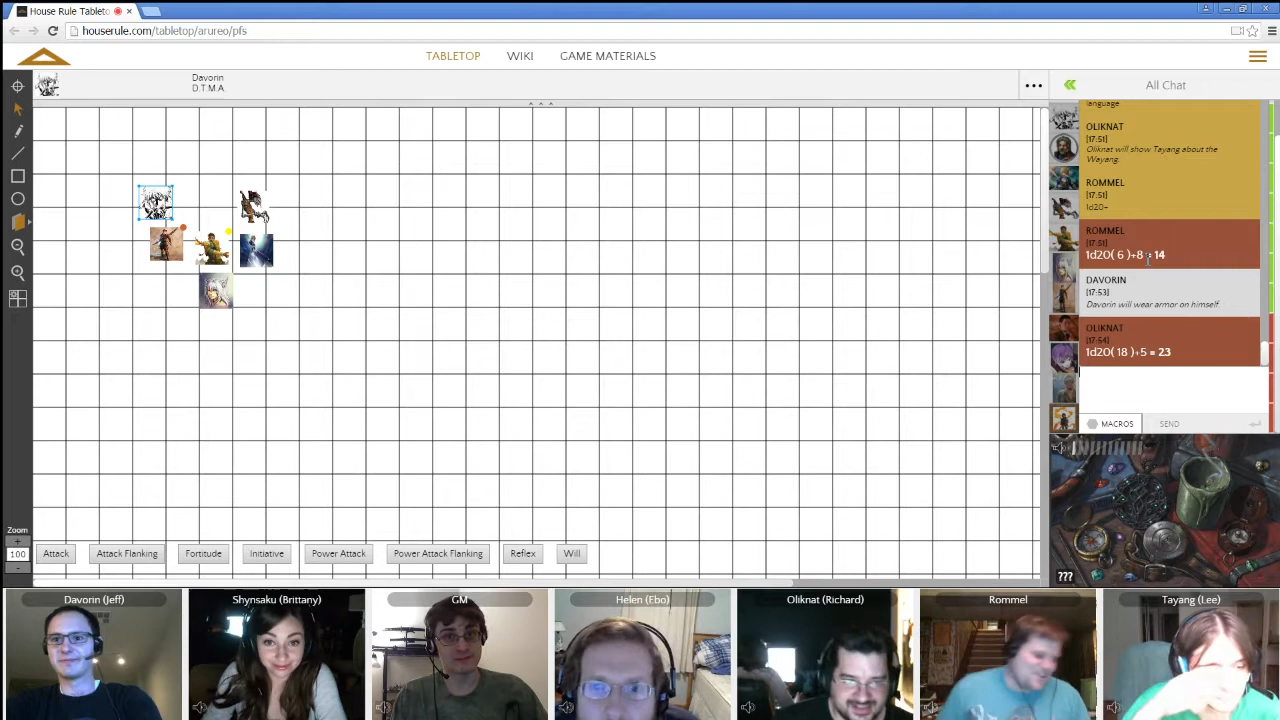 House Rule Tableto
houserule.com/tabletop/arureo/pfs
TABLETOP
WIKI
GAME MATERIALS
Davorin
D.T.M.A.
All Chat
language
OLIKNAT
[17:51]
Oliknat will show Tayang about the
Wayang.
ROMMEL
[17:51]
1d20-
ROMMEL
[17:51]
1d20( 6 )+8 = 14
DAVORIN
[17:53]
Davorin will wear armor on himself.
OLIKNAT
[17:54]
1d20( 18 )+5 = 23
MACROS
SEND
Zoom
+
100
-
Attack
Attack Flanking
Fortitude
Initiative
Power Attack
Power Attack Flanking
Reflex
Will
???
Davorin (Jeff)
Shynsaku (Brittany)
GM
Helen (Ebo)
Oliknat (Richard)
Rommel
Tayang (Lee)